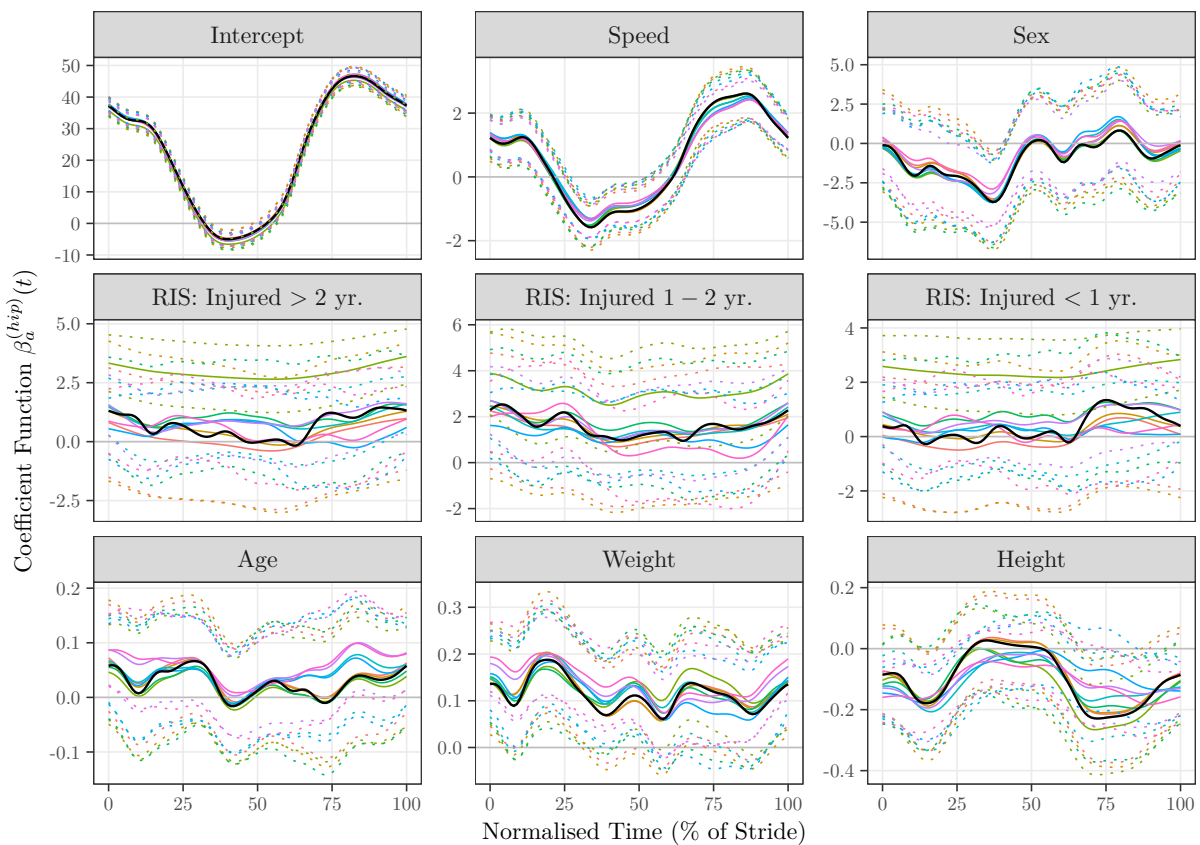 Intercept
Speed
Sex
50
40
30
20
10
0
-10
2
0
-2
5.0
2.5
0.0
-2.5
-5.0
RIS: Injured > 2 yr.
RIS: Injured 1 − 2 yr.
RIS: Injured < 1 yr.
5.0
2.5
0.0
-2.5
6
4
2
0
-2
4
2
0
-2
Age
Weight
Height
0.2
0.1
0.0
-0.1
0.3
0.2
0.1
0.0
0.2
0.0
-0.2
-0.4
0 25 50 75 100
0 25 50 75 100
0 25 50 75 100
Normalised Time (% of Stride)
Coefficient Function β_a^{(hip)}(t)